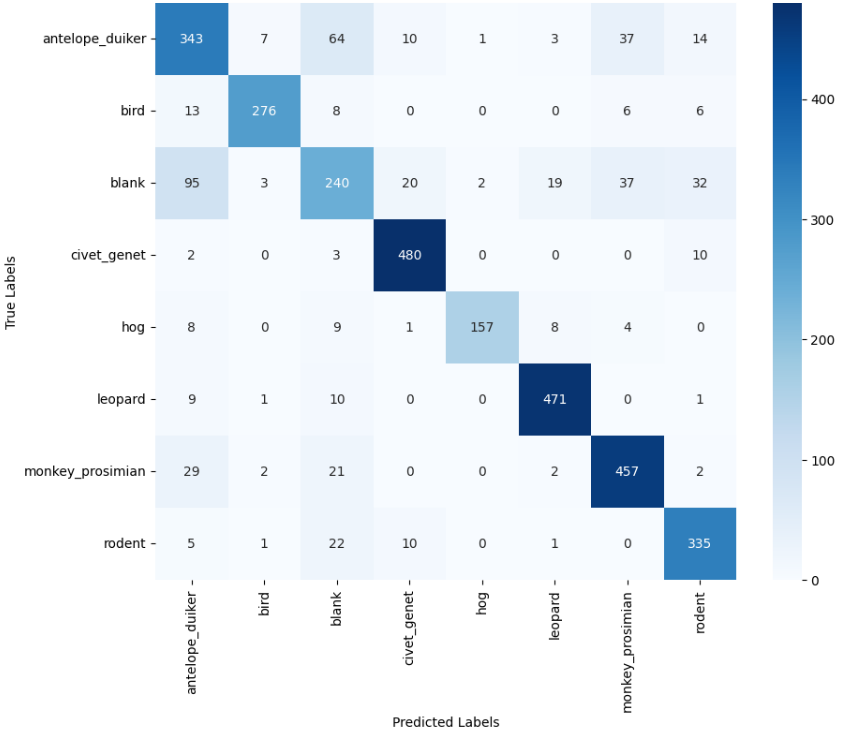 True Labels
antelope_duiker 343 7 64 10 1 3 37 14
bird 13 276 8 0 0 0 6 6
blank 95 3 240 20 2 19 37 32
civet_genet 2 0 3 480 0 0 0 10
hog 8 0 9 1 157 8 4 0
leopard 9 1 10 0 0 471 0 1
monkey_prosimian 29 2 21 0 0 2 457 2
rodent 5 1 22 10 0 1 0 335
antelope_duiker
bird
blank
civet_genet
hog
leopard
monkey_prosimian
rodent
Predicted Labels
400
300
200
100
0